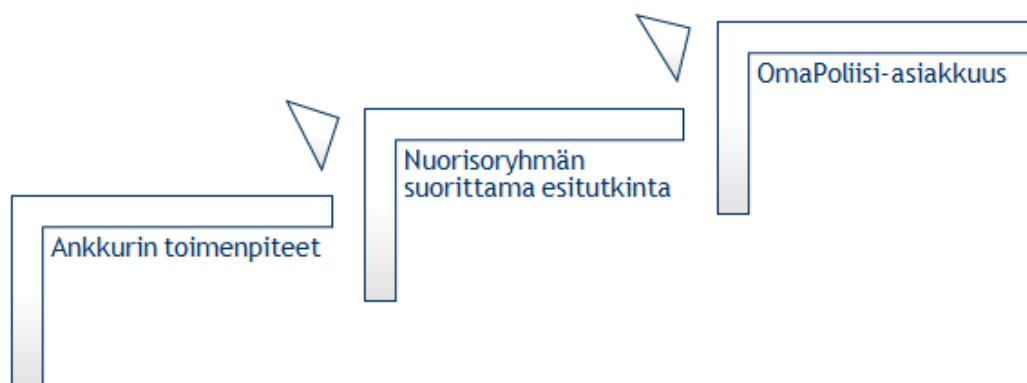 OmaPoliisi-asiakkuus
Nuorisoryhmän
suorittama esitutkinta
Ankkurin toimenpiteet